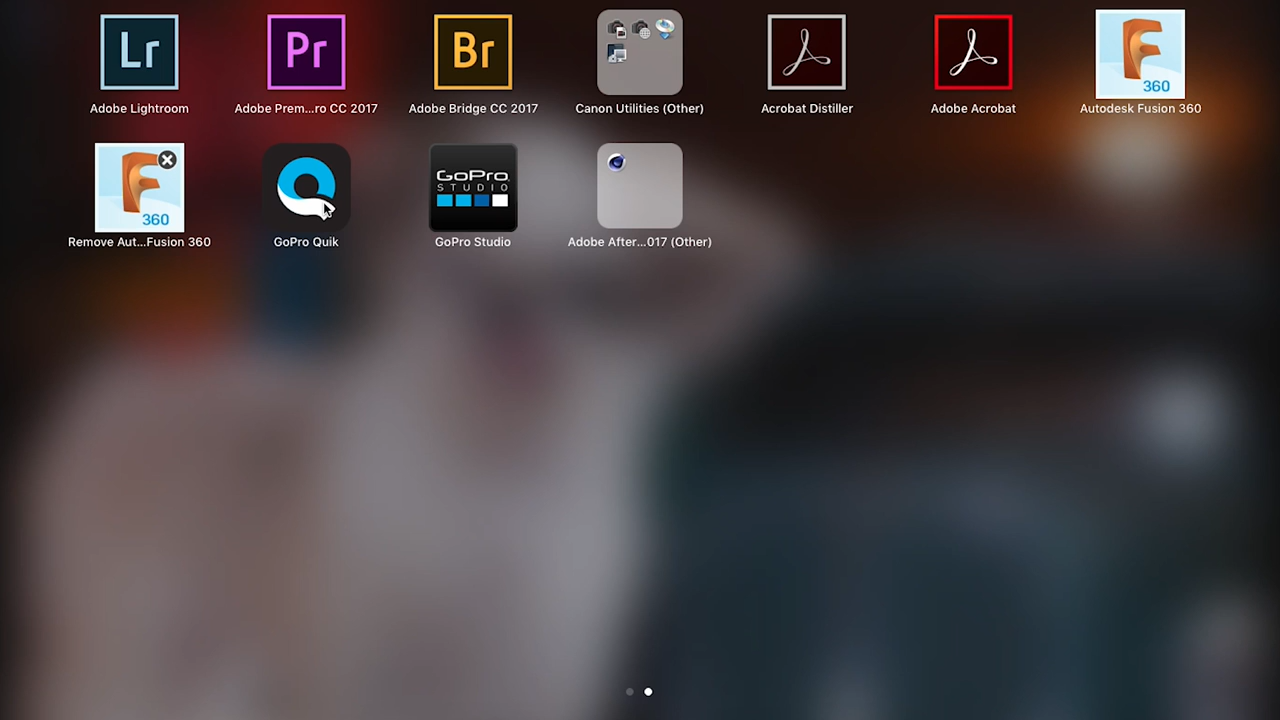 Lr
Pr
Br
360
Adobe Lightroom
Adobe Prem...ro CC 2017
Adobe Bridge CC 2017
Canon Utilities (Other)
Acrobat Distiller
Adobe Acrobat
Autodesk Fusion 360
360
GoPro
STUDIO
Remove Aut...Fusion 360
GoPro Quik
GoPro Studio
Adobe After...017 (Other)